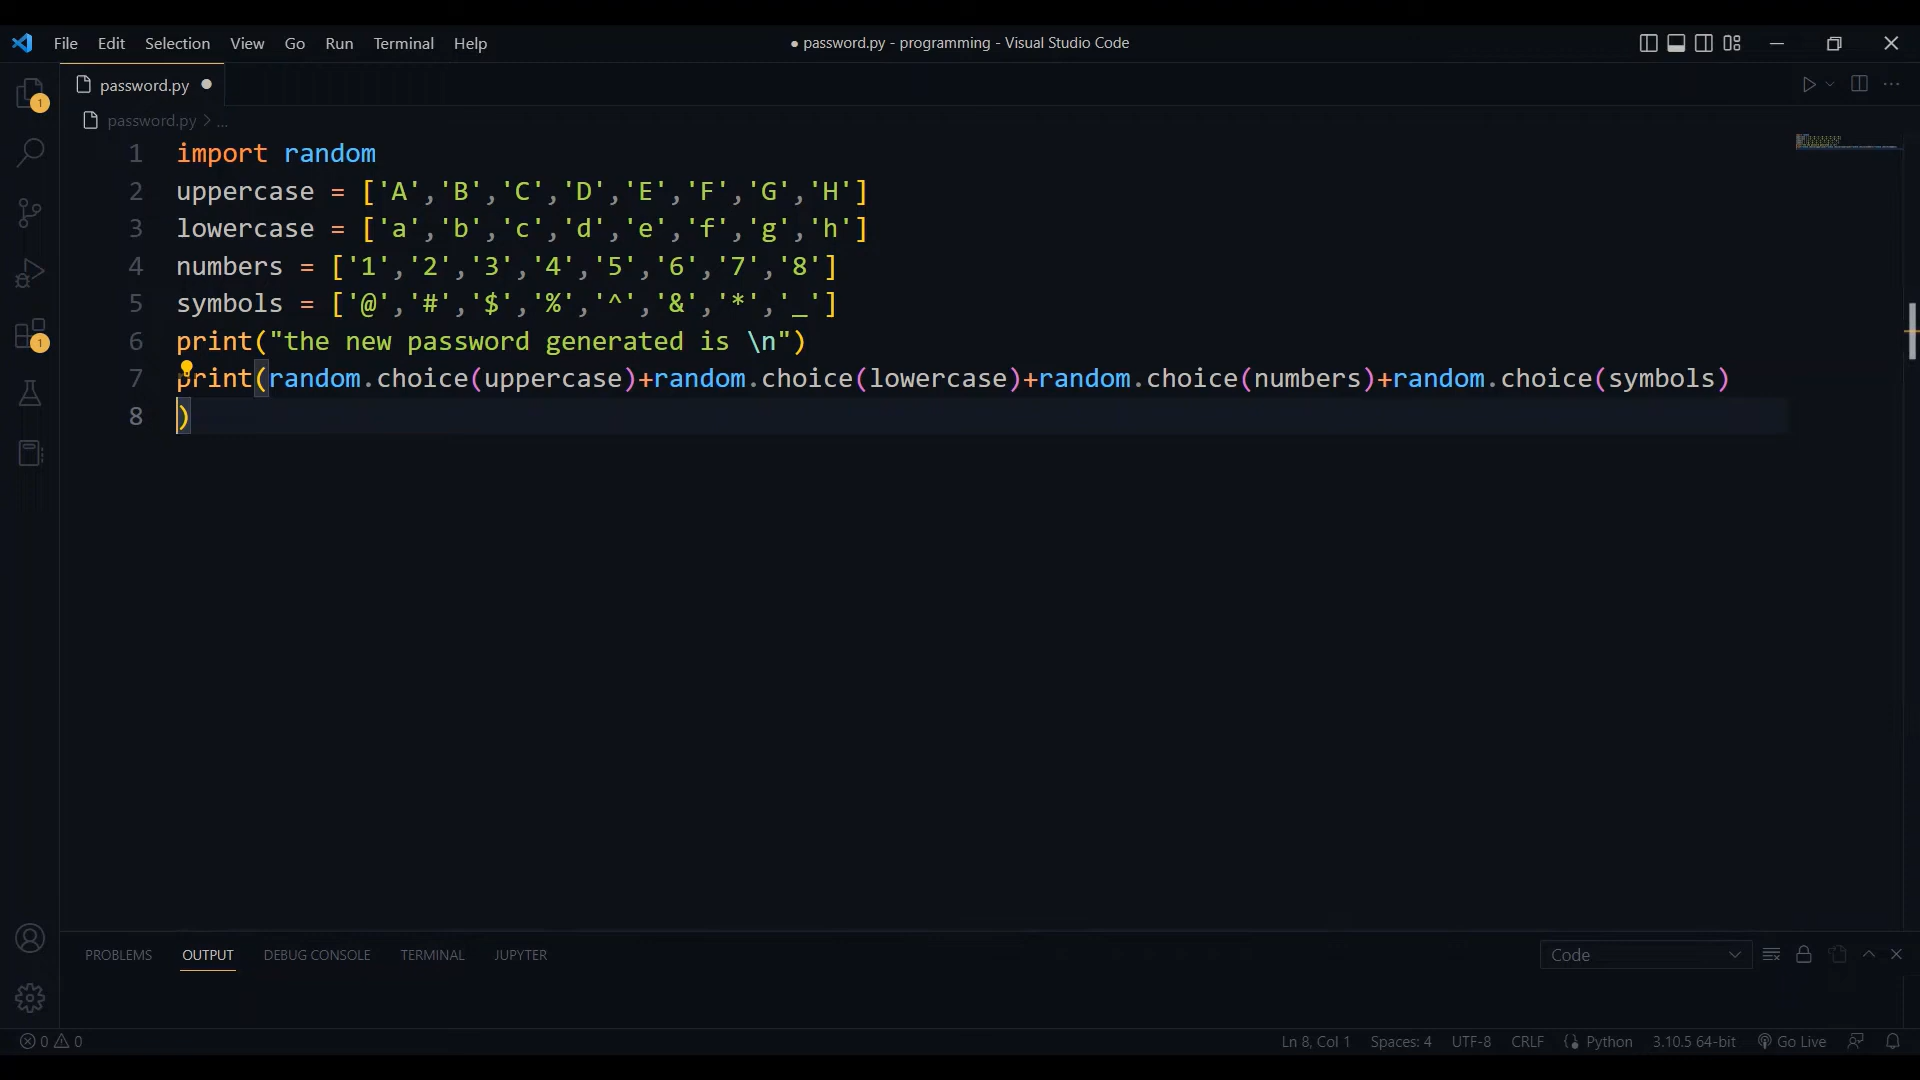 File Edit Selection View Go Run Terminal Help ● password.py - programming - Visual Studio Code
password.py ●
1
password.py > ...
1 import random
2 uppercase = ['A','B','C','D','E','F','G','H']
3 lowercase = ['a','b','c','d','e','f','g','h']
4 numbers = ['1','2','3','4','5','6','7','8']
5 symbols = ['@','#','$','%','^','&','*','_']
6 print("the new password generated is \n")
1
7 print(random.choice(uppercase)+random.choice(lowercase)+random.choice(numbers)+random.choice(symbols)
8 )
PROBLEMS OUTPUT DEBUG CONSOLE TERMINAL JUPYTER Code
0 0 Ln 8, Col 1 Spaces: 4 UTF-8 CRLF Python 3.10.5 64-bit Go Live